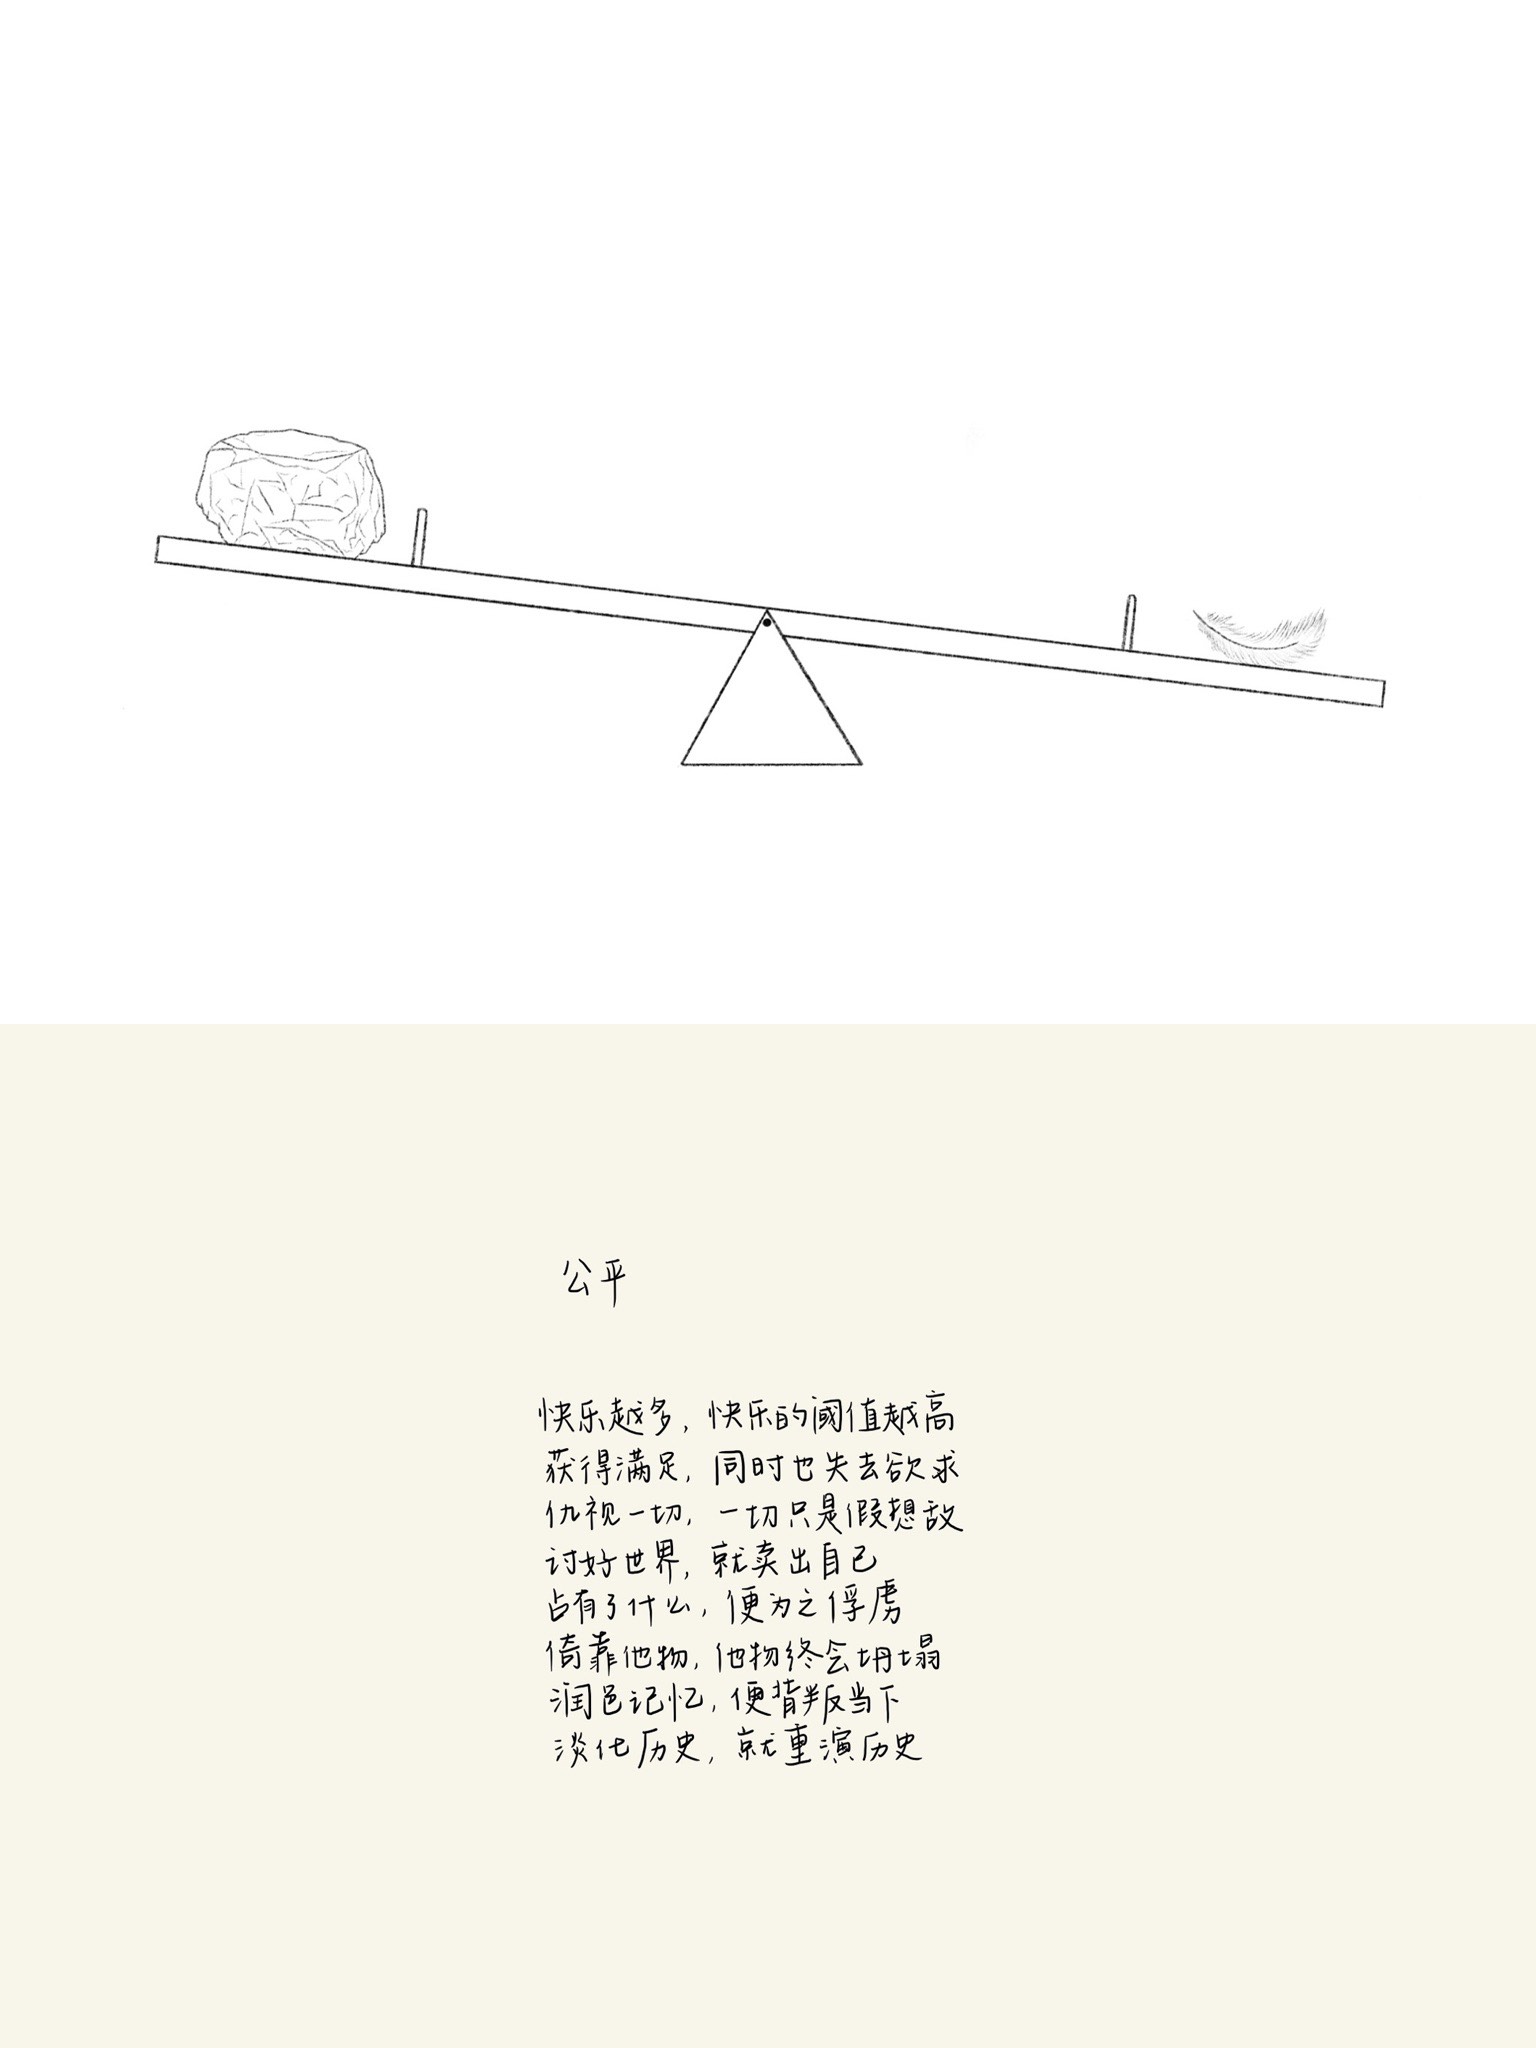 公平
快乐越多,快乐的阈值越高
获得满足,同时也失去欲求
仇视一切,一切只是假想敌
讨好世界,就卖出自己
占有了什么,便为之俘虏
倚靠他物,他物终会坍塌
润色记忆,便背叛当下
淡化历史,就重演历史